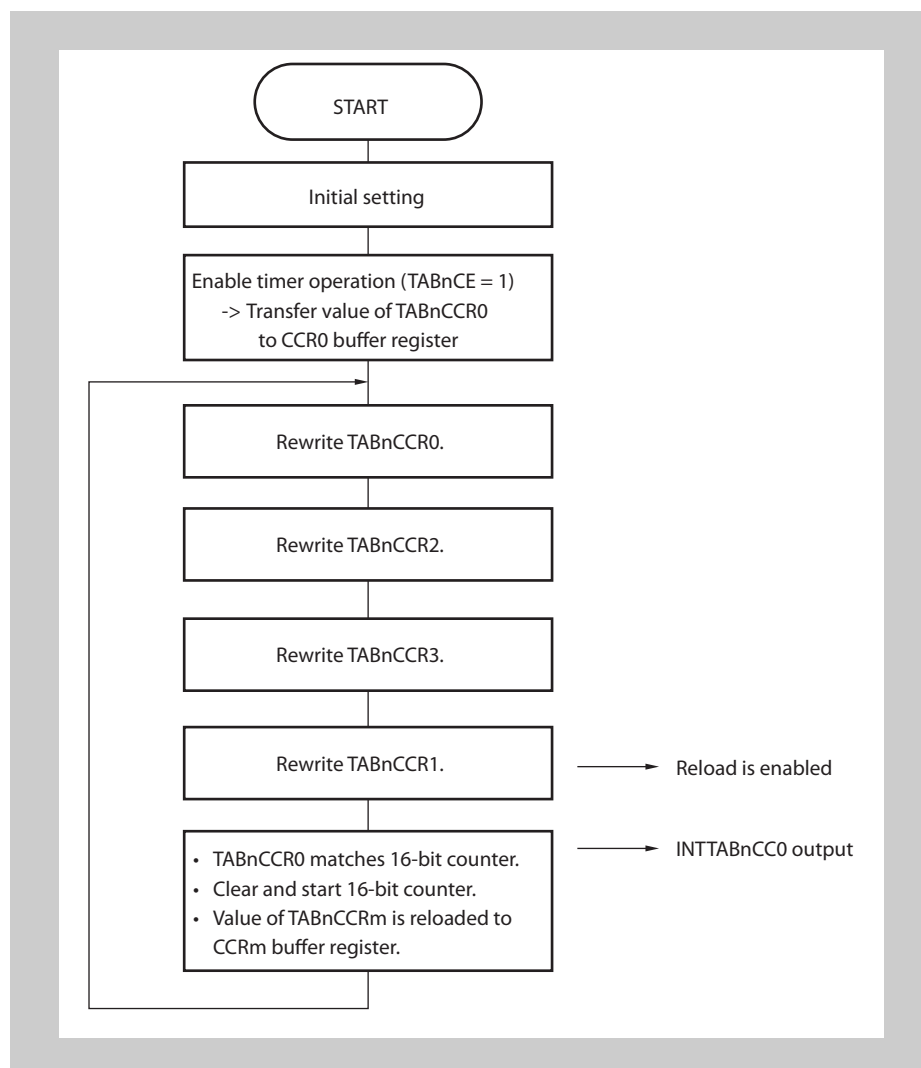 START
Initial setting
Enable timer operation (TABnCE = 1)
-> Transfer value of TABnCCR0
to CCR0 buffer register
Rewrite TABnCCR0.
Rewrite TABnCCR2.
Rewrite TABnCCR3.
Rewrite TABnCCR1.
Reload is enabled
• TABnCCR0 matches 16-bit counter.
• Clear and start 16-bit counter.
• Value of TABnCCRm is reloaded to
CCRm buffer register.
INTTABnCC0 output